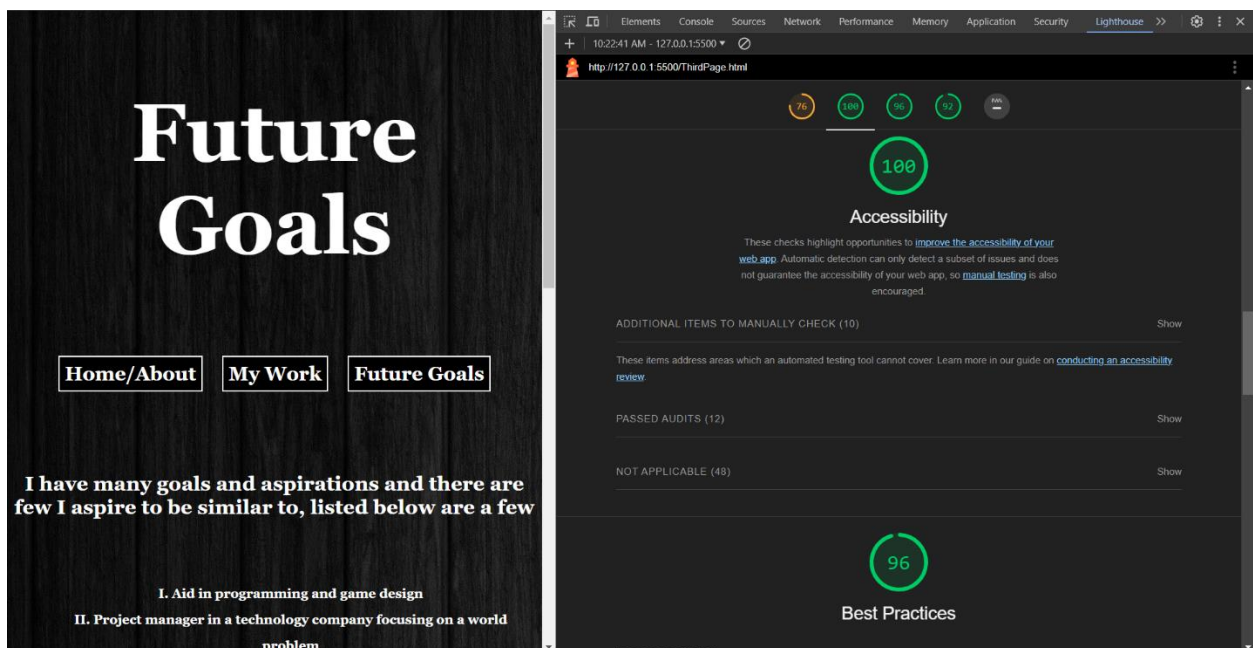 Future
Goals
Home/About My Work Future Goals
I have many goals and aspirations and there are
few I aspire to be similar to, listed below are a few
I. Aid in programming and game design
II. Project manager in a technology company focusing on a world
problem
Elements Console Sources Network Performance Memory Application Security Lighthouse
10:22:41 AM - 127.0.0.1:5500
http://127.0.0.1:5500/ThirdPage.html
76 100 96 92 PWA
100
Accessibility
These checks highlight opportunities to improve the accessibility of your
web app. Automatic detection can only detect a subset of issues and does
not guarantee the accessibility of your web app, so manual testing is also
encouraged.
ADDITIONAL ITEMS TO MANUALLY CHECK (10) Show
These items address areas which an automated testing tool cannot cover. Learn more in our guide on conducting an accessibility
review.
PASSED AUDITS (12) Show
NOT APPLICABLE (48) Show
96
Best Practices